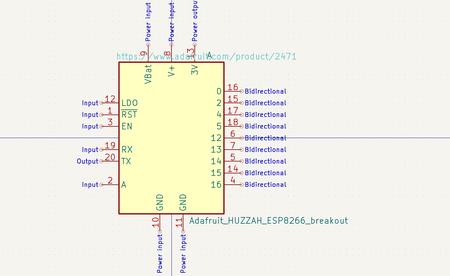 Power input
Power input
Power output
9
8
13
https://www.adafruit.com/product/2471
A
VBat
V+
3V
Input 12 LDO
Input 1 RST
Input 3 EN
Input 19 RX
Output 20 TX
Input 2 A
0 16 Bidirectional
2 15 Bidirectional
4 17 Bidirectional
5 18 Bidirectional
12 6 Bidirectional
13 7 Bidirectional
14 5 Bidirectional
15 14 Bidirectional
16 4 Bidirectional
GND
GND
10
11
Adafruit_HUZZAH_ESP8266_breakout
Power input
Power input